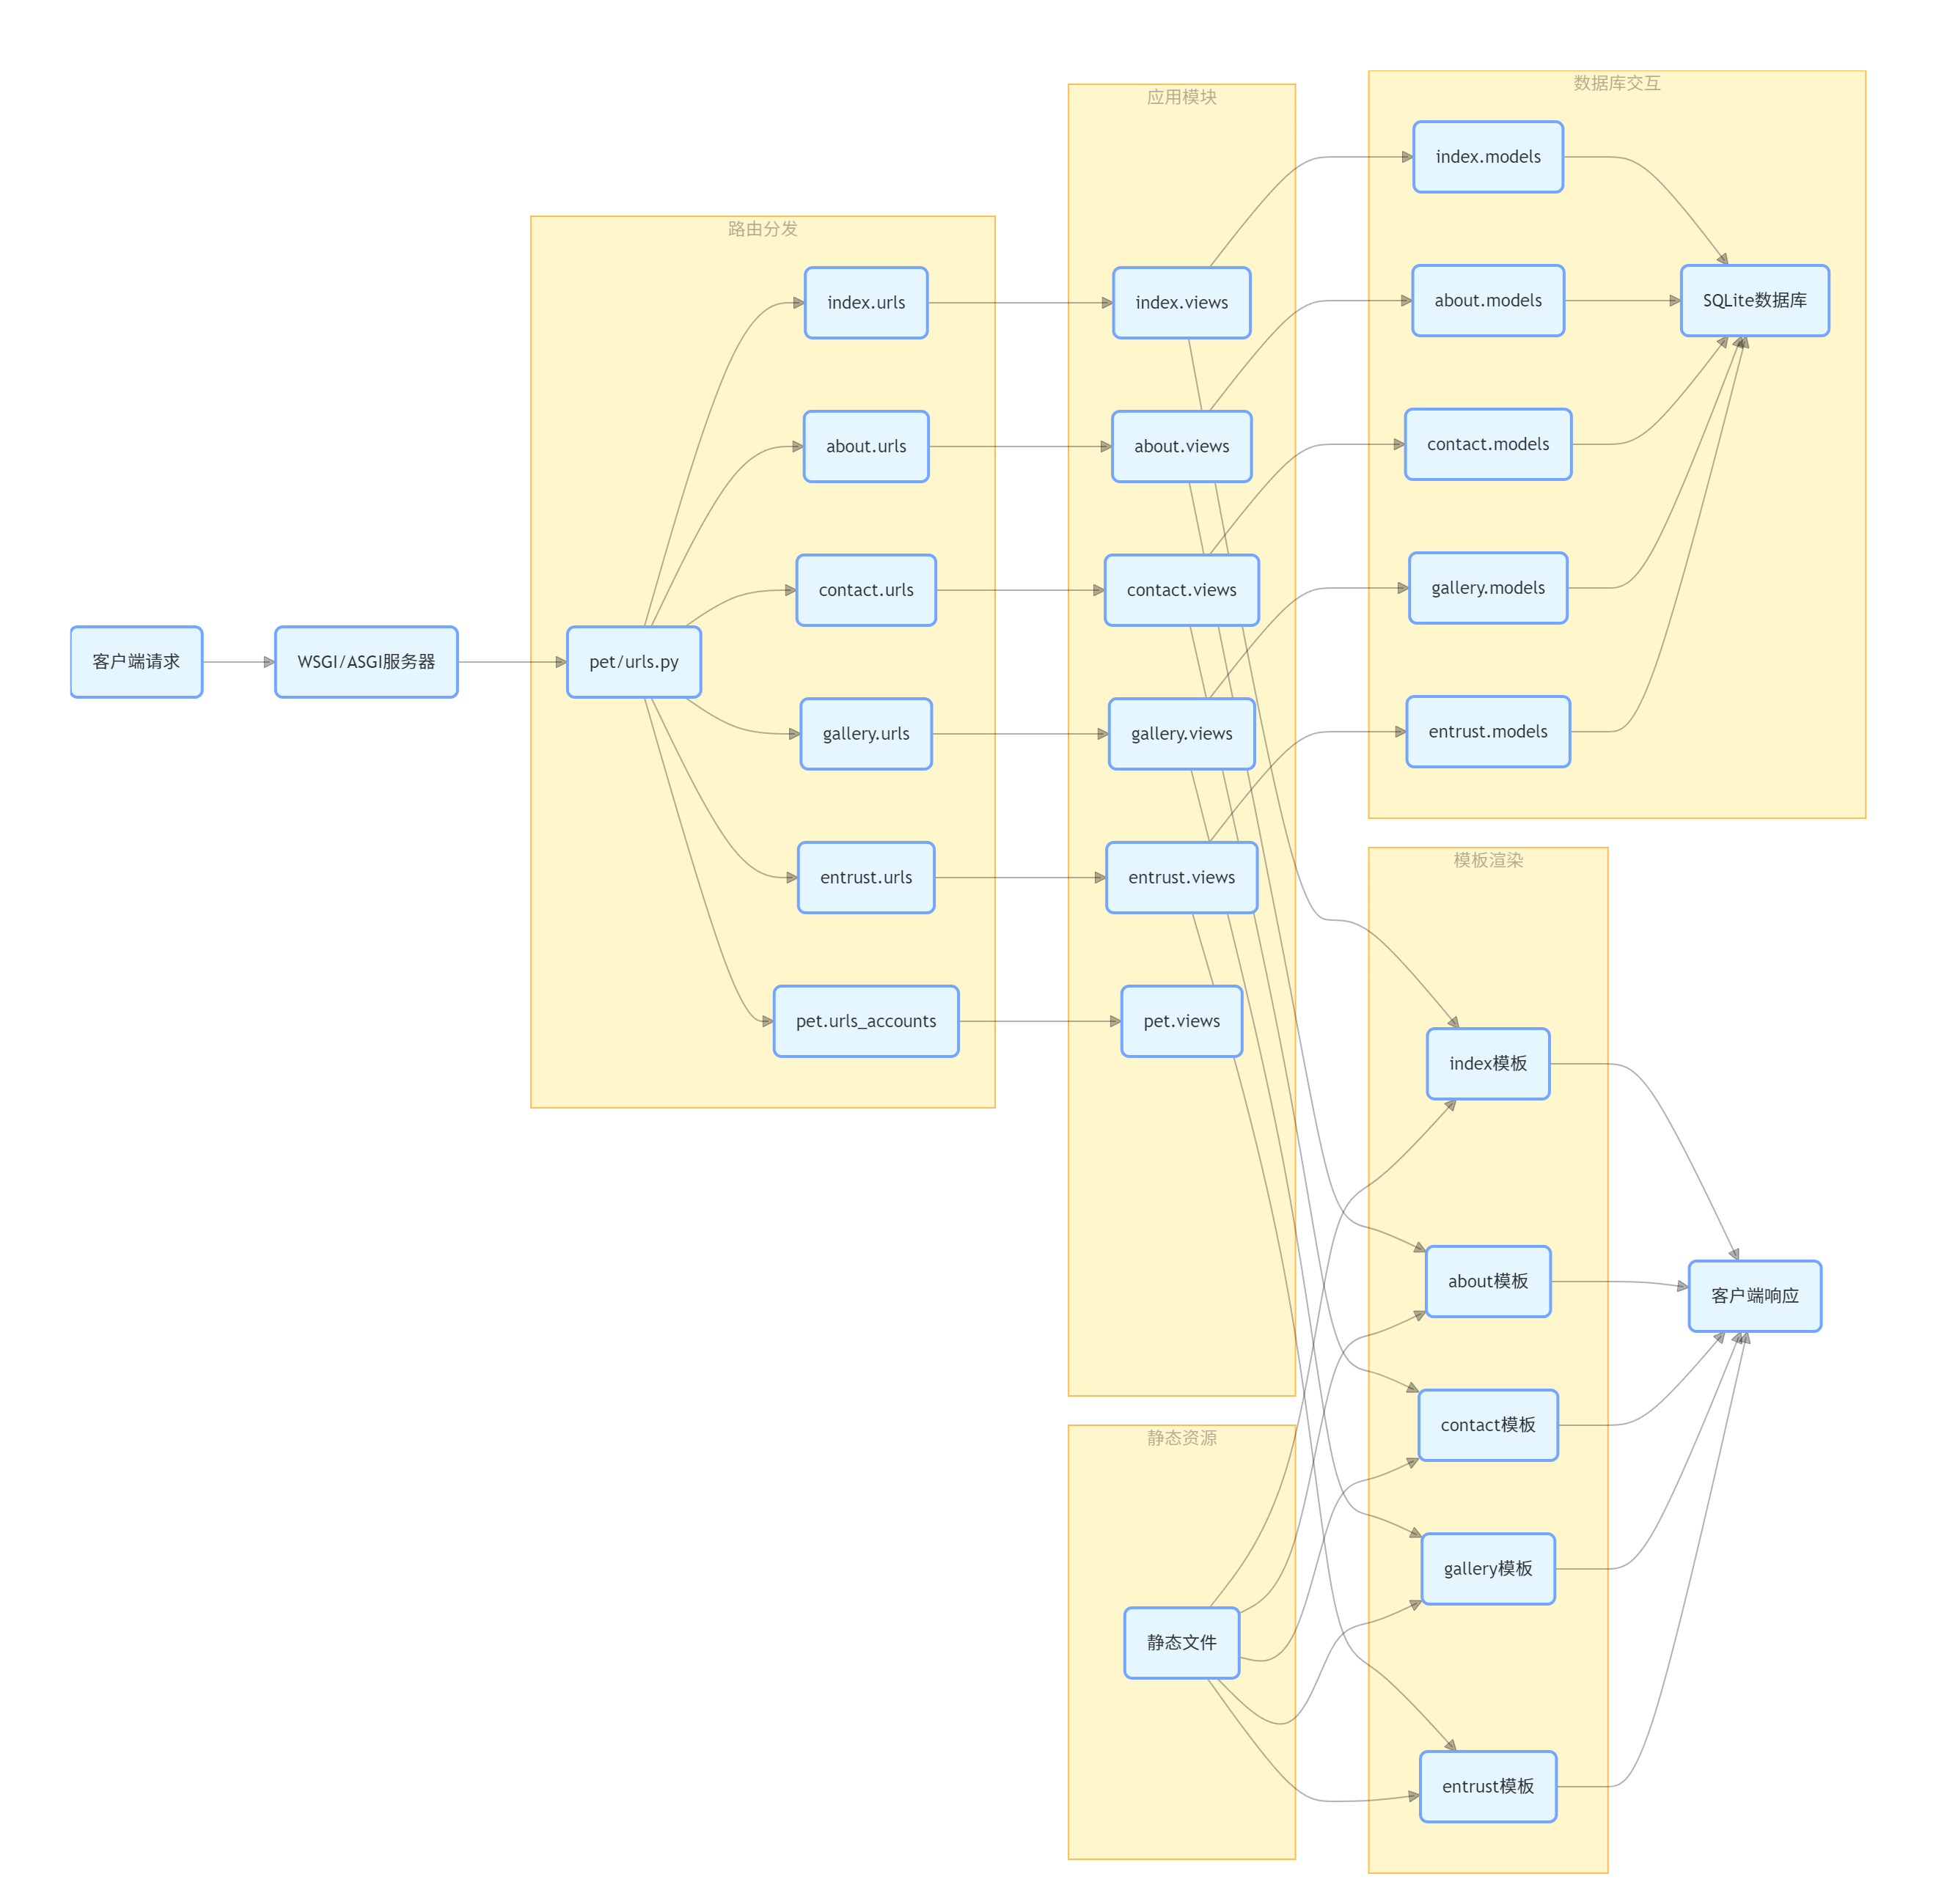 客户端请求
WSGI/ASGI服务器
路由分发
pet/urls.py
index.urls
about.urls
contact.urls
gallery.urls
entrust.urls
pet.urls_accounts
应用模块
index.views
about.views
contact.views
gallery.views
entrust.views
pet.views
数据库交互
index.models
about.models
contact.models
gallery.models
entrust.models
SQLite数据库
静态资源
静态文件
模板渲染
index模板
about模板
contact模板
gallery模板
entrust模板
客户端响应